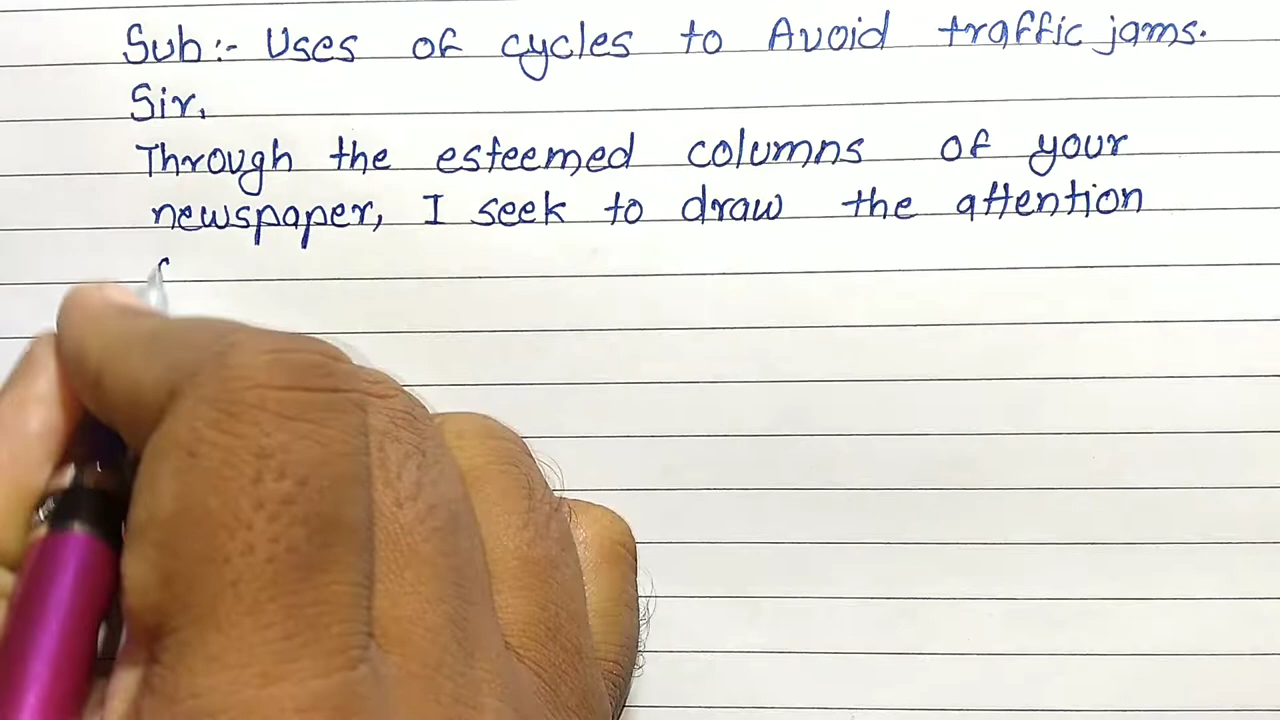 Sub:- Uses of cycles to Avoid traffic jams.
Sir,
Through the esteemed columns of your
newspaper, I seek to draw the attention